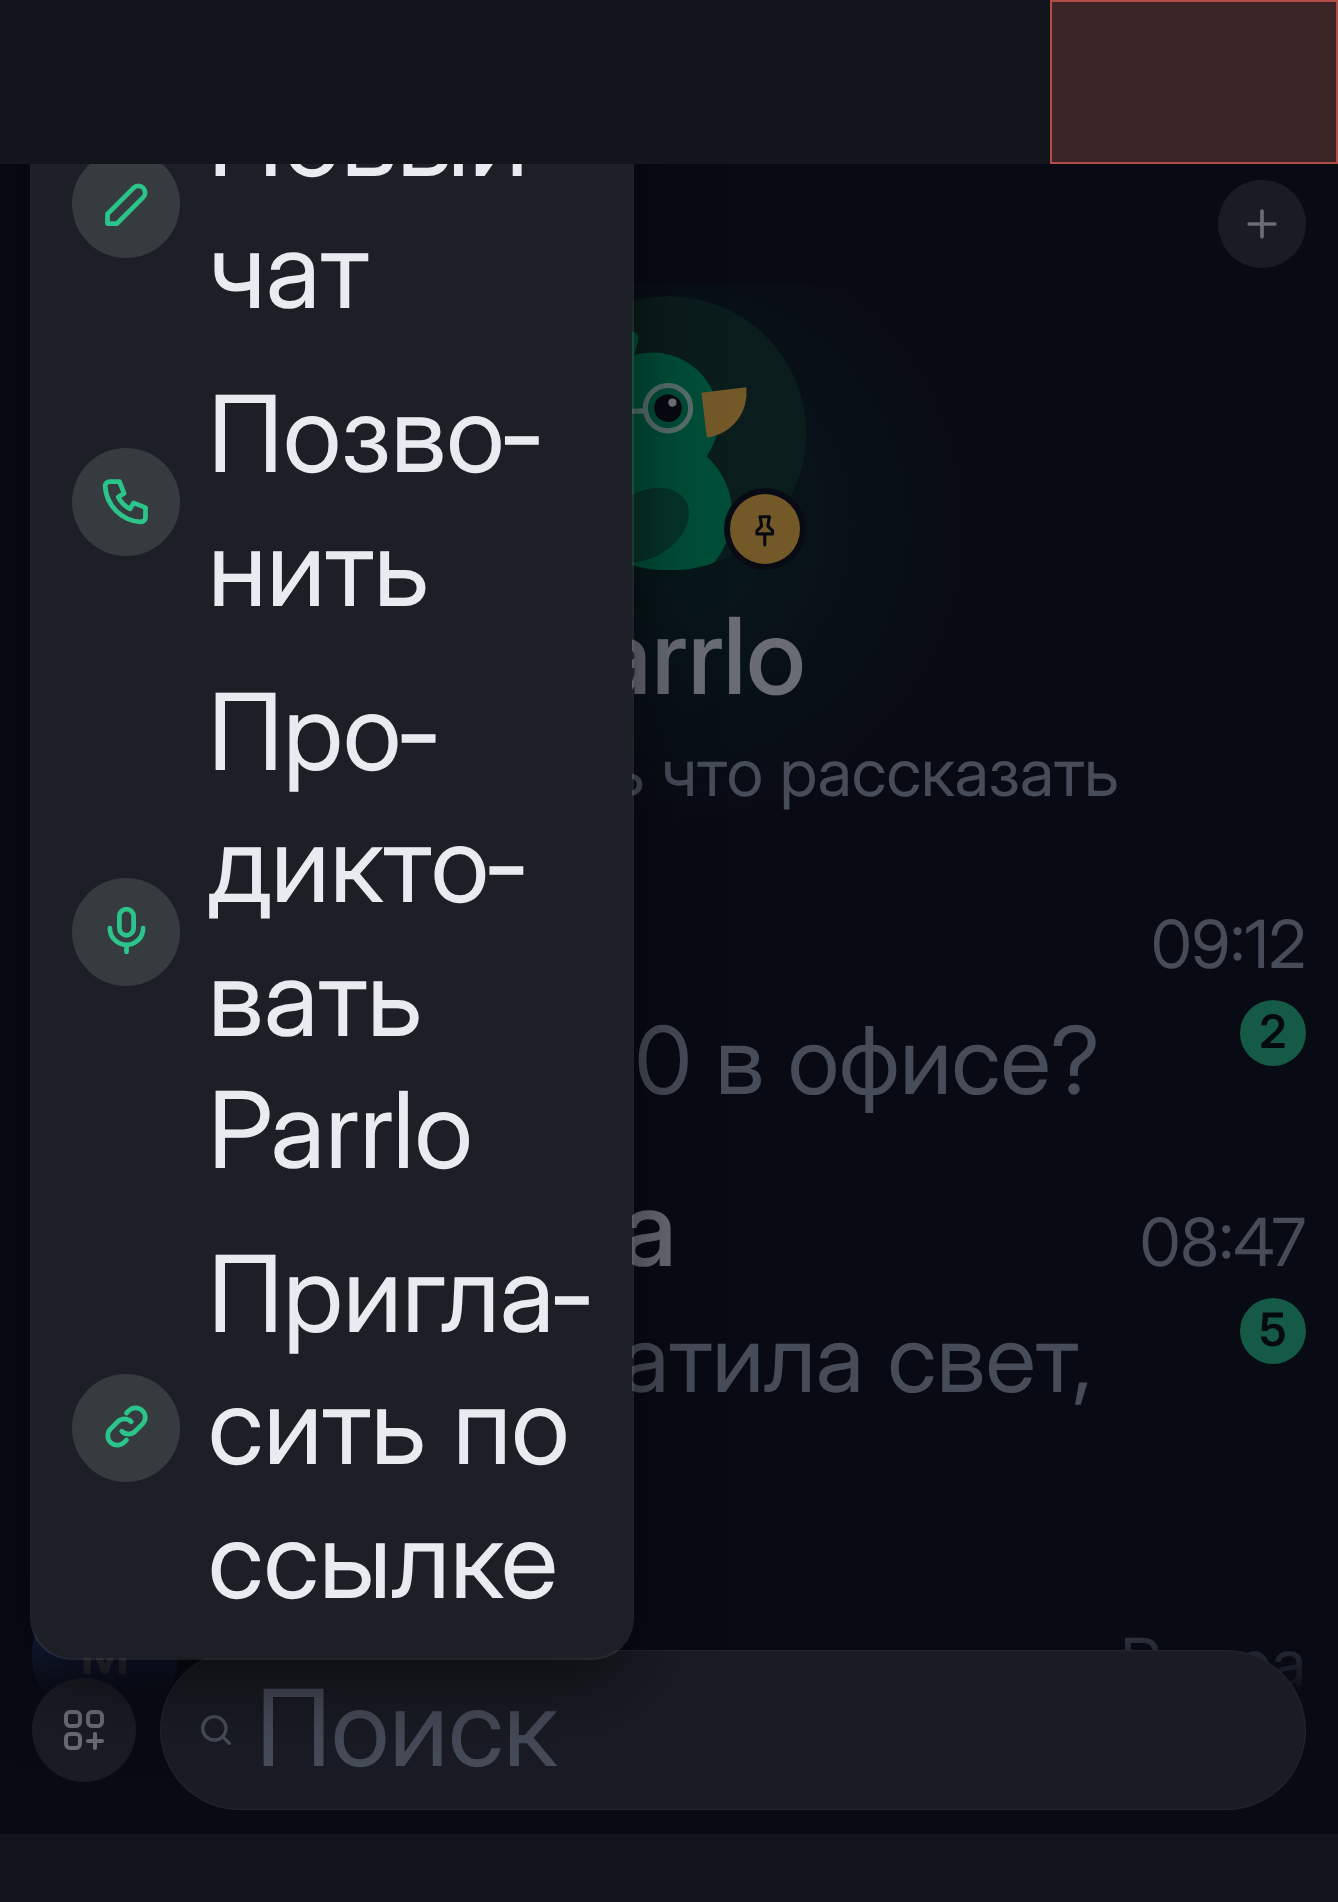 чат
Позво-
нить
Про-
дикто-
вать
Parrlo
Пригла-
сить по
ссылке
arrlo
ь что рассказать
09:12
0 в офисе?
2
а
08:47
атила свет,
5
Поиск